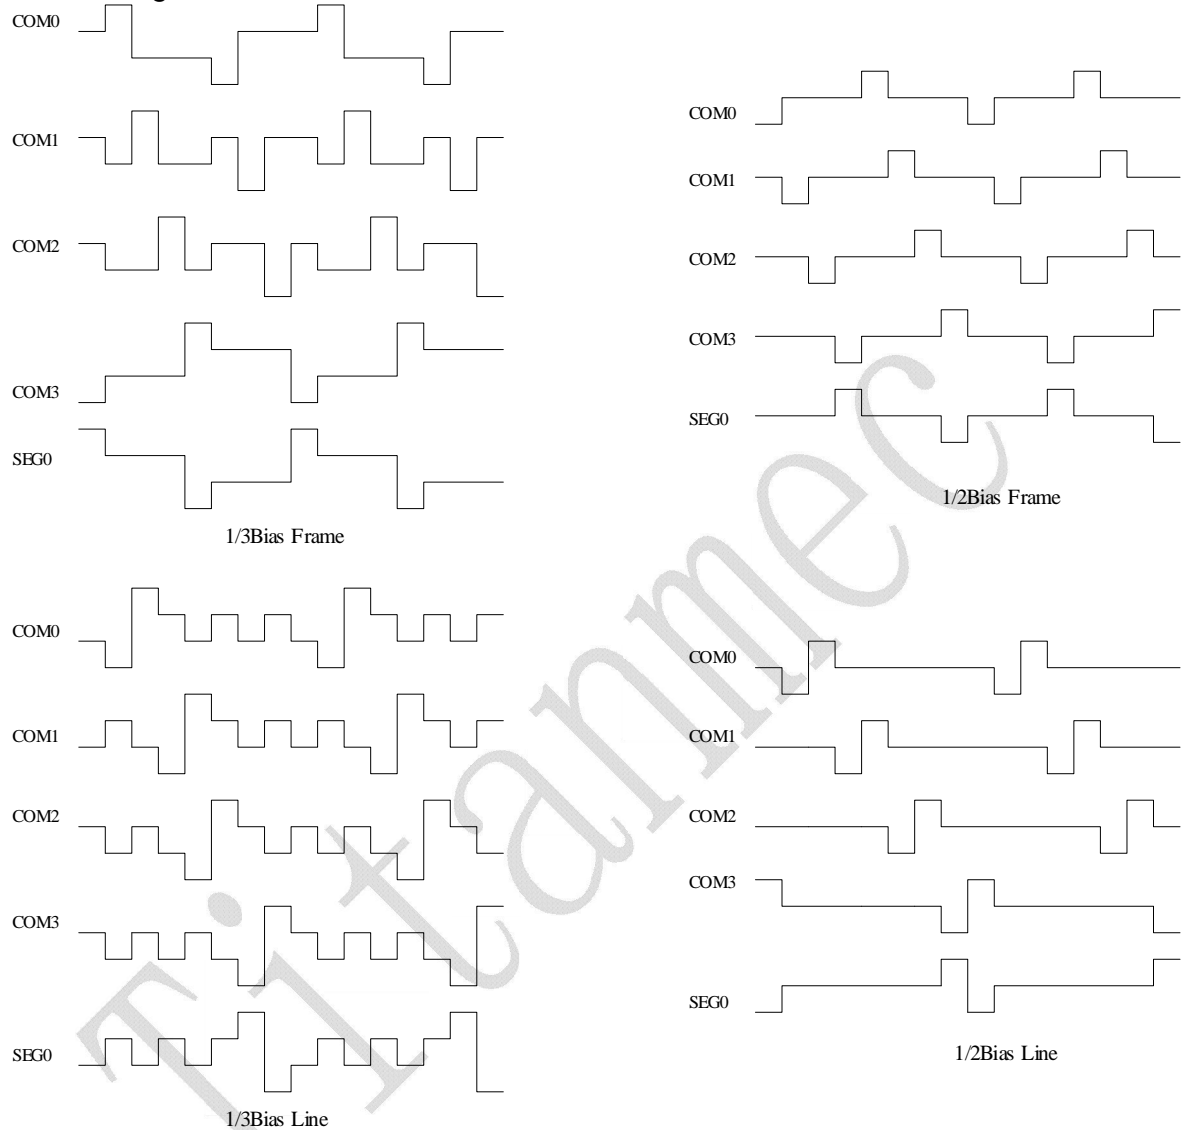 COM0
COM1
COM2
COM3
SEG0
1/3Bias Frame
COM0
COM1
COM2
COM3
SEG0
1/2Bias Frame
COM0
COM1
COM2
COM3
SEG0
1/3Bias Line
COM0
COM1
COM2
COM3
SEG0
1/2Bias Line
Titanmec